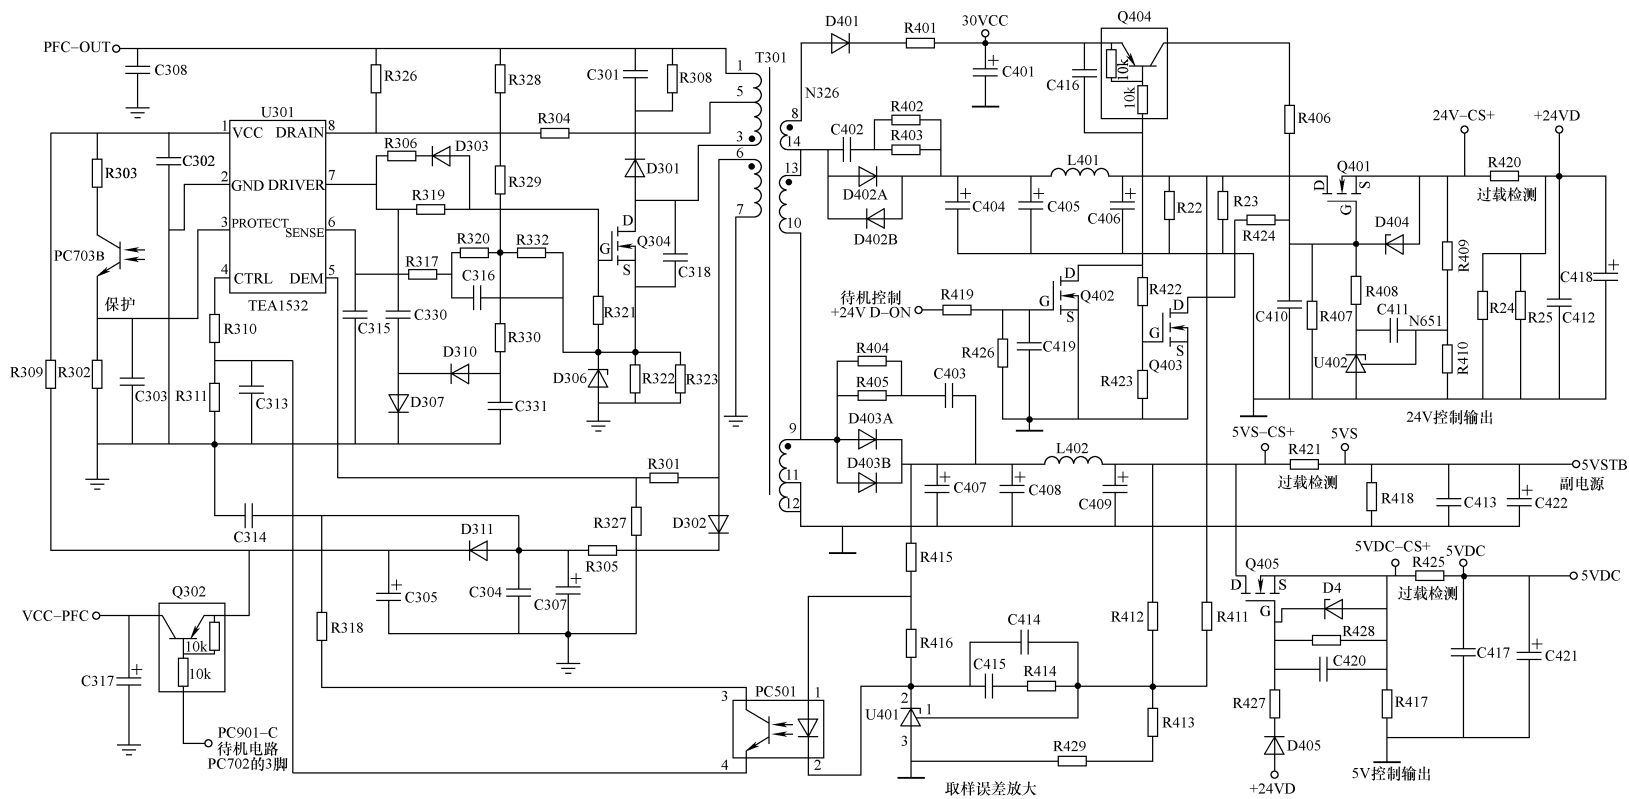 PFC-OUT
C308
R326
R328
C301
R308
T301
1
5
3
6
7
D401
R401
30VCC
C401
C416
Q404
10k
10k
N326
8
14
13
10
9
11
12
U301
1
VCC
DRAIN
8
2
GND
DRIVER
7
3
PROTECT
SENSE
6
4
CTRL
DEM
5
TEA1532
R303
C302
PC703B
保护
R309
R302
C303
R310
R311
C313
R304
R306
D303
R319
R329
D301
D
G
S
Q304
C318
R320
R332
R317
C316
C315
C330
R330
R321
D310
D307
C331
D306
R322
R323
R301
R327
D302
C314
D311
R305
C305
C304
C307
R318
Q302
VCC-PFC
10k
10k
C317
PC901-C
待机电路
PC702的3脚
PC501
3
1
4
2
C402
R402
R403
D402A
D402B
L401
C404
C405
C406
R22
R23
R424
R406
Q401
D
S
G
24V-CS+
R420
过载检测
+24VD
D404
R409
R408
C411
N651
U402
R410
R407
C410
R24
R25
C412
C418
24V控制输出
待机控制
+24V D-ON
R419
R426
C419
D
G
S
Q402
R422
R423
D
G
S
Q403
R404
R405
C403
D403A
D403B
L402
C407
C408
C409
5VS-CS+
R421
过载检测
5VS
5VSTB
副电源
R418
C413
C422
R415
R416
R412
R411
C414
C415
R414
U401
2
1
3
R413
R429
取样误差放大
Q405
D
S
G
5VDC-CS+
R425
过载检测
5VDC
5VDC
D4
R428
C420
R427
D405
+24VD
R417
C417
C421
5V控制输出